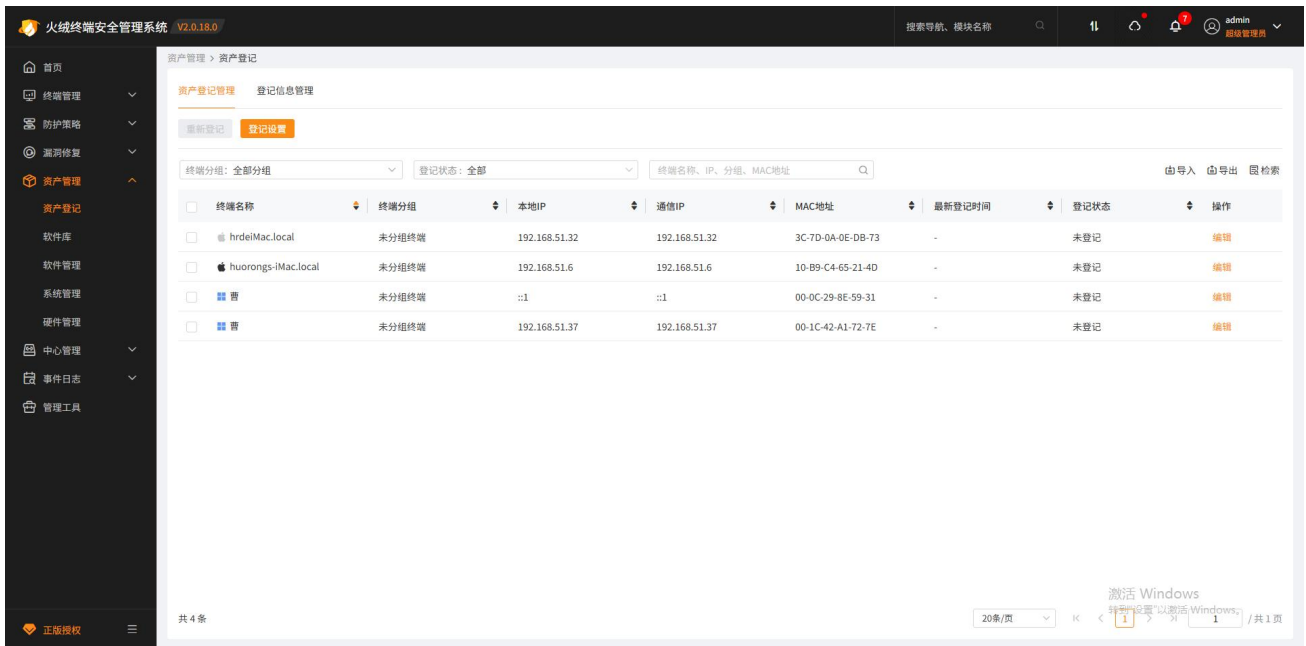 火绒终端安全管理系统 V2.0.18.0
搜索导航、模块名称
7
admin
超级管理员
首页
终端管理
防护策略
漏洞修复
资产管理
资产登记
软件库
软件管理
系统管理
硬件管理
中心管理
事件日志
管理工具
正版授权
资产管理 > 资产登记
资产登记管理 登记信息管理
重新登记 登记设置
终端分组: 全部分组 登记状态: 全部 终端名称、IP、分组、MAC地址 导入 导出 检索
终端名称 终端分组 本地IP 通信IP MAC地址 最新登记时间 登记状态 操作
hrdeiMac.local 未分组终端 192.168.51.32 192.168.51.32 3C-7D-0A-0E-DB-73 - 未登记 编辑
huorongs-iMac.local 未分组终端 192.168.51.6 192.168.51.6 10-B9-C4-65-21-4D - 未登记 编辑
曹 未分组终端 ::1 ::1 00-0C-29-8E-59-31 - 未登记 编辑
曹 未分组终端 192.168.51.37 192.168.51.37 00-1C-42-A1-72-7E - 未登记 编辑
激活 Windows
转到"设置"以激活 Windows。
共 4 条 20条/页 1 1 / 共 1 页